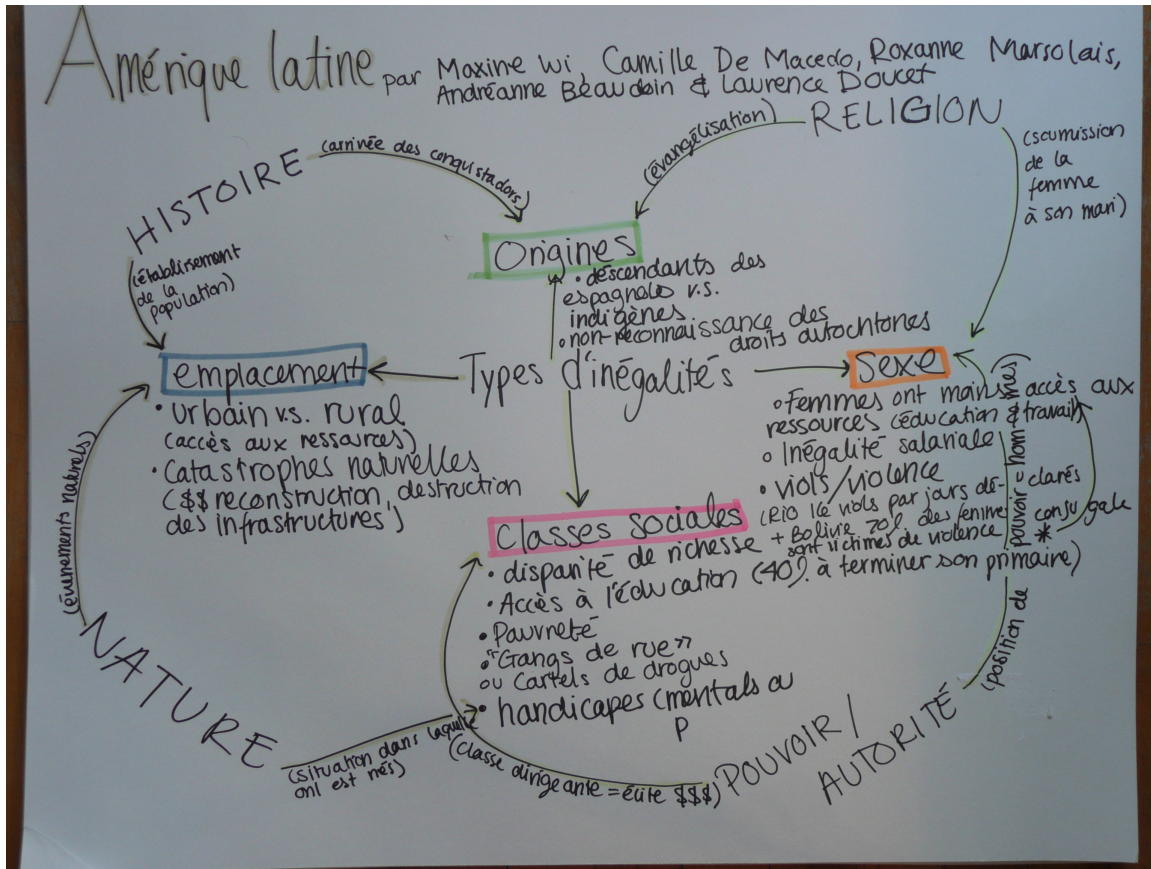 Amérique latine par Maxine Wi, Camille De Macedo, Roxanne Marsolais,
Andréanne Beaudoin & Laurence Doucet
HISTOIRE
(arrivée des conquistadors)
(évangélisation)
RELIGION
(soumission
de la
femme
à son mari)
(établissement
de la
population)
Origines
• descendants des
espagnols v.s.
indigènes
• non-reconnaissance des
droits autochtones
emplacement
Types d'inégalités
Sexe
• urbain v.s. rural
(accès aux ressources)
• Catastrophes naturelles
($$ reconstruction, destruction
des infrastructures)
• Femmes ont moins accès aux
ressources (éducation & travail)
• Inégalité salariale
• viols/violence
(RIO 16 viols par jours dé-clarés
+ Bolivie 70% des femmes
sont victimes de violence
conjugale
*
Classes sociales
• disparité de richesse
• Accès à l'éducation (40% à terminer son primaire)
• Pauvreté
• "Gangs de rue"
ou cartels de drogues
• handicapes (mentals ou
p
(événements naturels)
NATURE
(situation dans laquelle
on est nés)
(Classe dirigeante = élite $$$)
POUVOIR /
AUTORITÉ
(position de pouvoir = hommes)